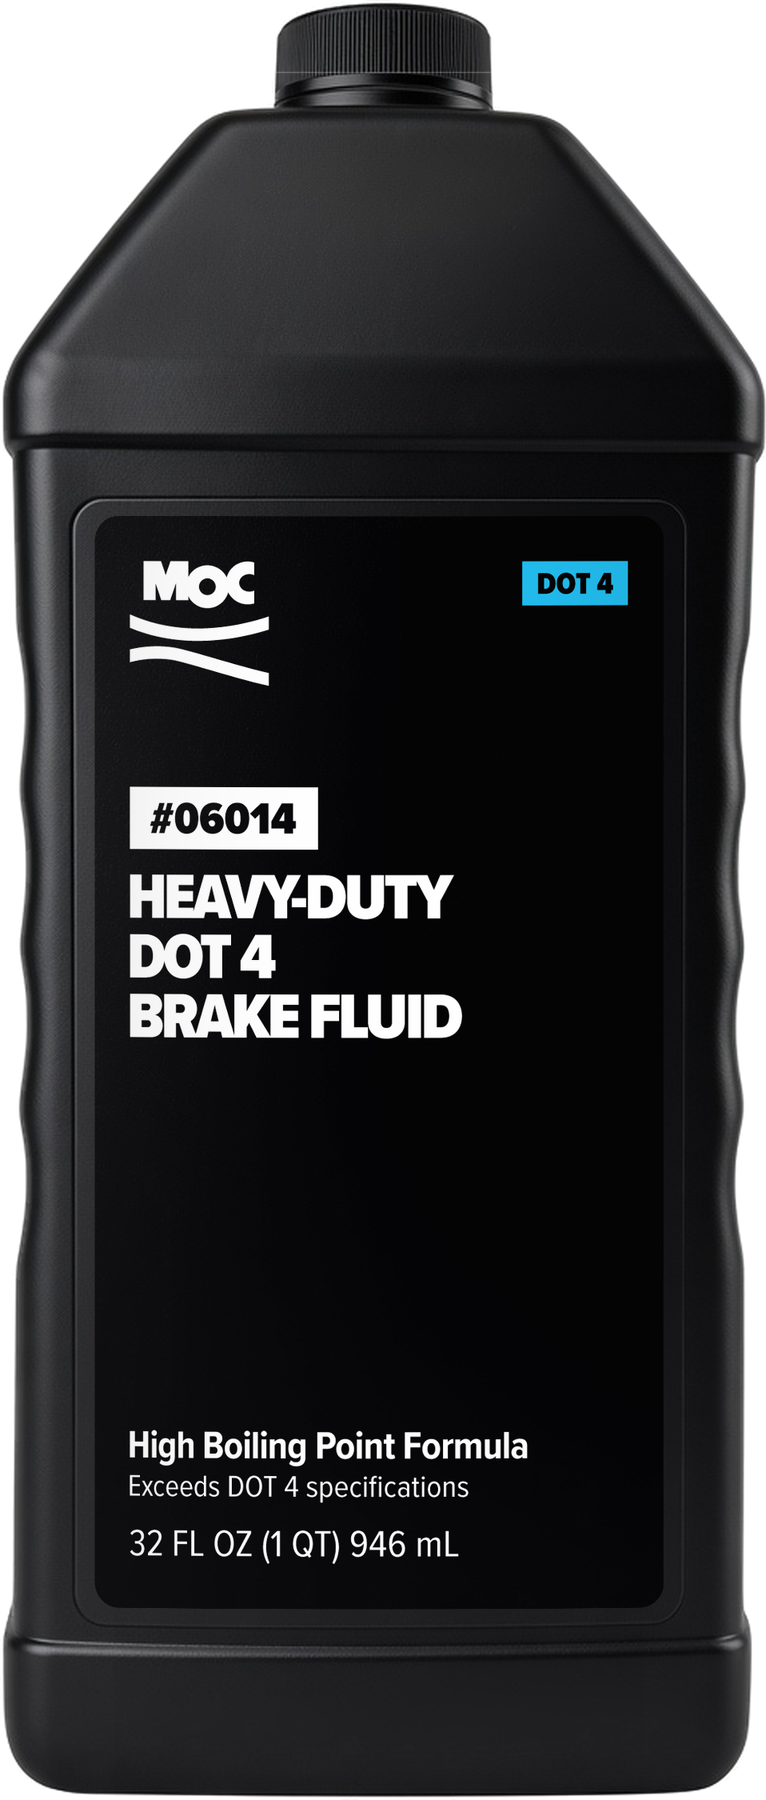 MOC
DOT 4
#06014
HEAVY-DUTY
DOT 4
BRAKE FLUID
High Boiling Point Formula
Exceeds DOT 4 specifications
32 FL OZ (1 QT) 946 mL